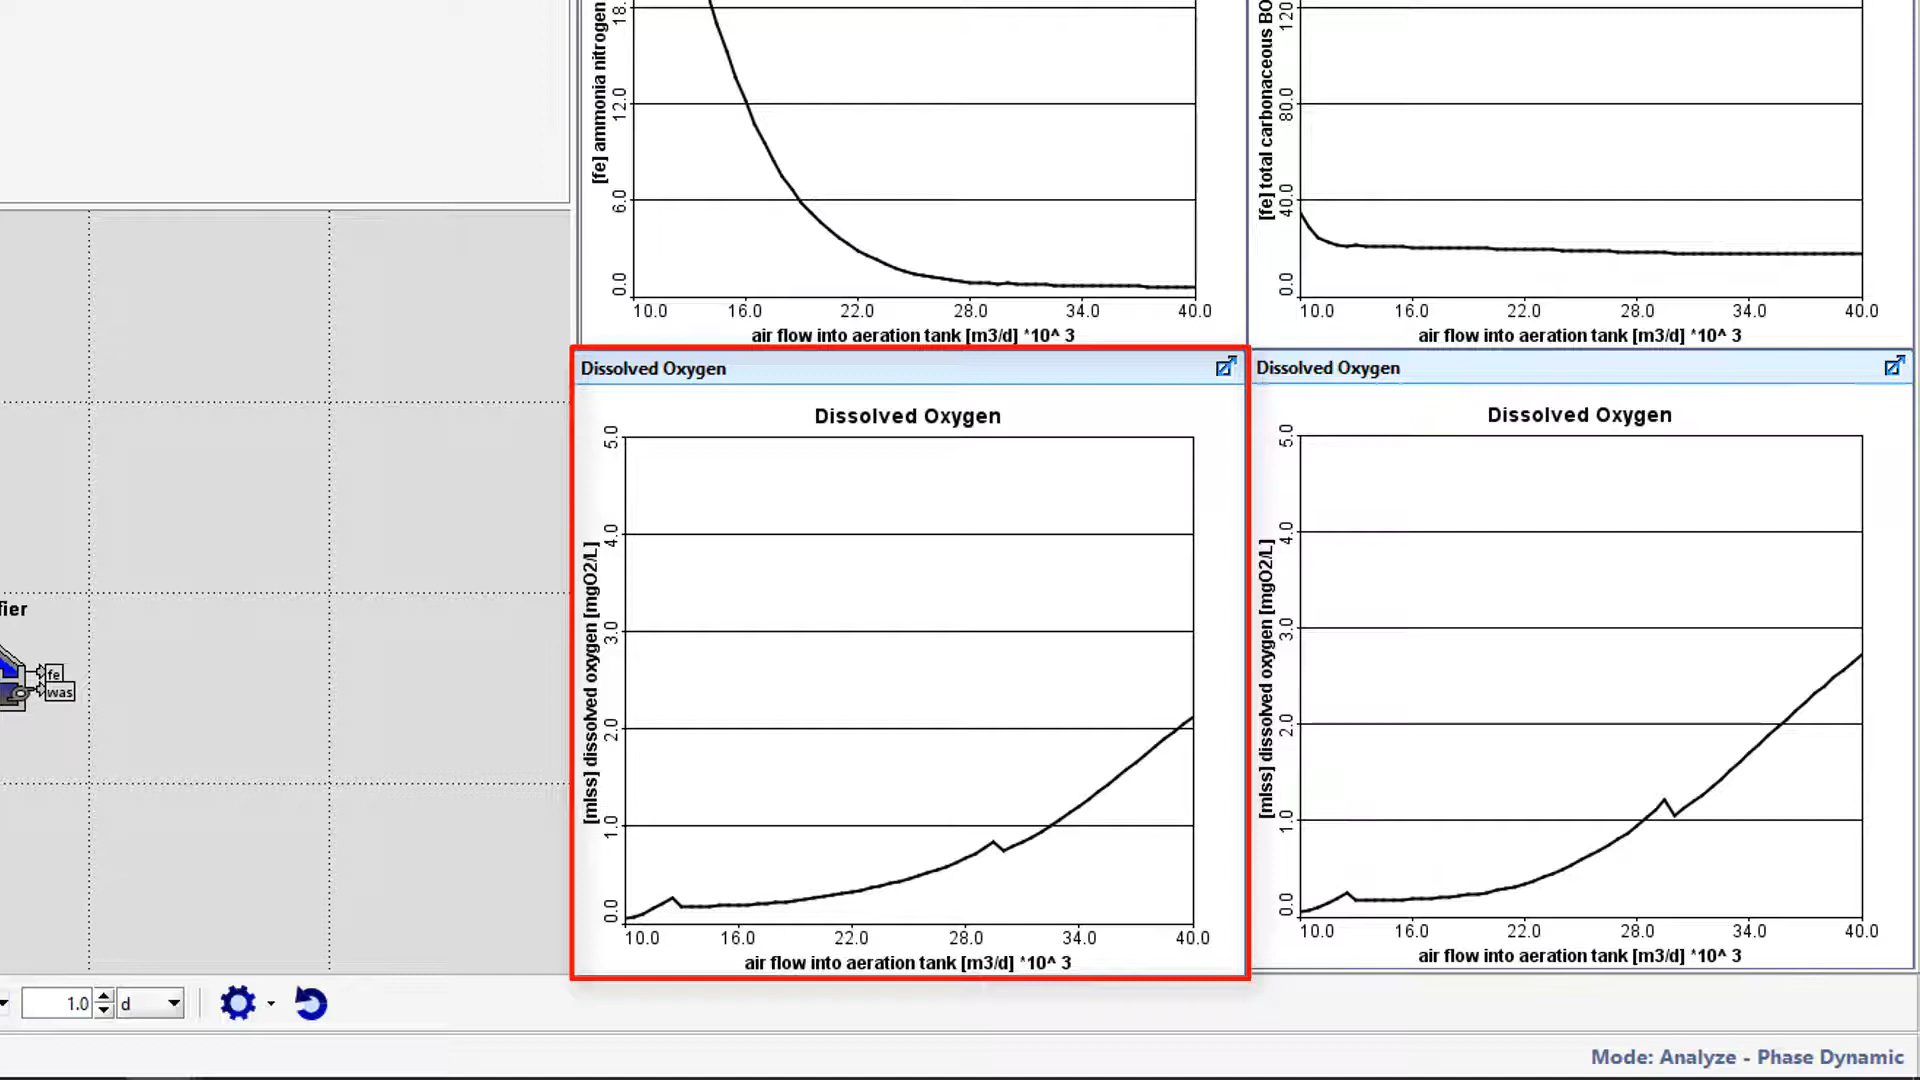 18.
12.0
6.0
0.0
[fe] ammonia nitrogen
10.0 16.0 22.0 28.0 34.0 40.0
air flow into aeration tank [m3/d] *10^ 3
120
80.0
40.0
0.0
[fe] total carbonaceous BO
10.0 16.0 22.0 28.0 34.0 40.0
air flow into aeration tank [m3/d] *10^ 3
Dissolved Oxygen
Dissolved Oxygen
5.0
4.0
3.0
2.0
1.0
0.0
[mlss] dissolved oxygen [mgO2/L]
10.0 16.0 22.0 28.0 34.0 40.0
air flow into aeration tank [m3/d] *10^ 3
Dissolved Oxygen
Dissolved Oxygen
5.0
4.0
3.0
2.0
1.0
0.0
[mlss] dissolved oxygen [mgO2/L]
10.0 16.0 22.0 28.0 34.0 40.0
air flow into aeration tank [m3/d] *10^ 3
fier
fe
was
1.0 d
Mode: Analyze - Phase Dynamic